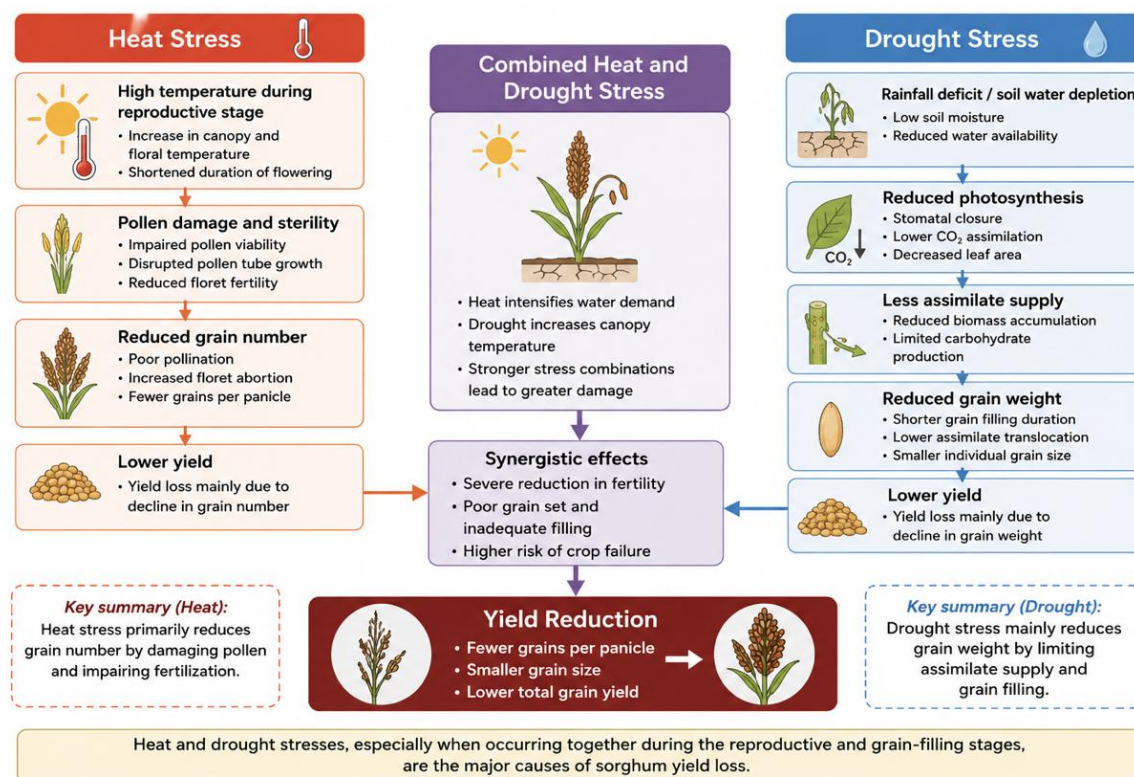 Heat Stress
High temperature during
reproductive stage
• Increase in canopy and
floral temperature
• Shortened duration of flowering
Pollen damage and sterility
• Impaired pollen viability
• Disrupted pollen tube growth
• Reduced floret fertility
Reduced grain number
• Poor pollination
• Increased floret abortion
• Fewer grains per panicle
Lower yield
• Yield loss mainly due to
decline in grain number
Combined Heat and
Drought Stress
• Heat intensifies water demand
• Drought increases canopy
temperature
• Stronger stress combinations
lead to greater damage
Synergistic effects
• Severe reduction in fertility
• Poor grain set and
inadequate filling
• Higher risk of crop failure
Drought Stress
Rainfall deficit / soil water depletion
• Low soil moisture
• Reduced water availability
Reduced photosynthesis
• Stomatal closure
• Lower CO₂ assimilation
• Decreased leaf area
CO₂
Less assimilate supply
• Reduced biomass accumulation
• Limited carbohydrate
production
Reduced grain weight
• Shorter grain filling duration
• Lower assimilate translocation
• Smaller individual grain size
Lower yield
• Yield loss mainly due to
decline in grain weight
Key summary (Heat):
Heat stress primarily reduces
grain number by damaging pollen
and impairing fertilization.
Yield Reduction
• Fewer grains per panicle
• Smaller grain size
• Lower total grain yield
Key summary (Drought):
Drought stress mainly reduces
grain weight by limiting
assimilate supply and
grain filling.
Heat and drought stresses, especially when occurring together during the reproductive and grain-filling stages,
are the major causes of sorghum yield loss.